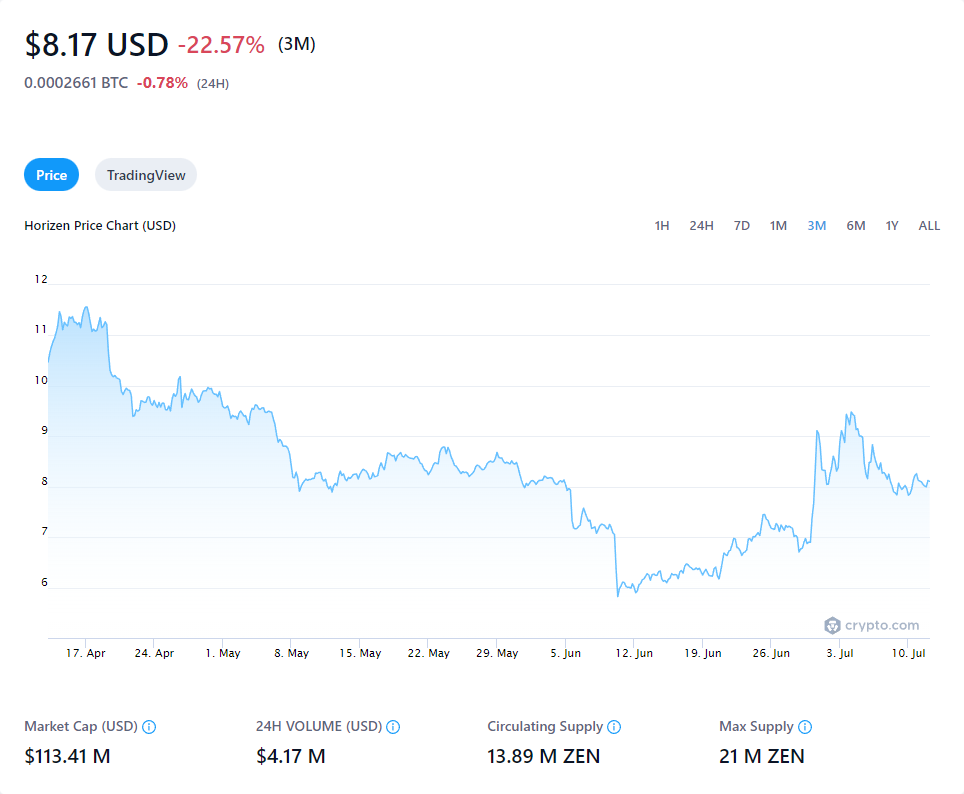 $8.17 USD -22.57% (3M)
0.0002661 BTC -0.78% (24H)
Price TradingView
Horizen Price Chart (USD) 1H 24H 7D 1M 3M 6M 1Y ALL
12
11
10
9
8
7
6
crypto.com
17. Apr 24. Apr 1. May 8. May 15. May 22. May 29. May 5. Jun 12. Jun 19. Jun 26. Jun 3. Jul 10. Jul
Market Cap (USD) 24H VOLUME (USD) Circulating Supply Max Supply
$113.41 M $4.17 M 13.89 M ZEN 21 M ZEN